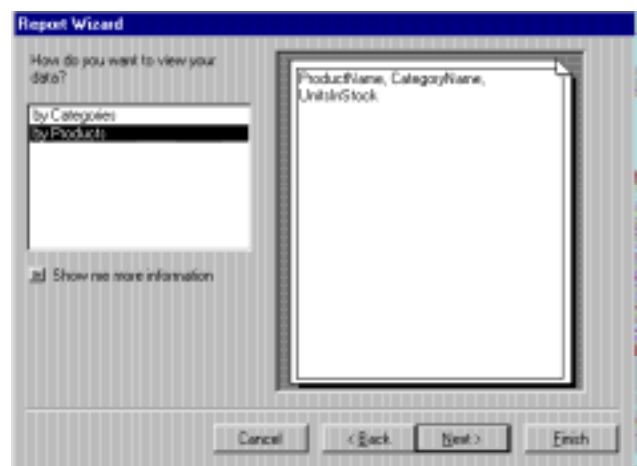 Report Wizard
How do you want to view your
data?
by Categories
by Products
ProductName, CategoryName,
UnitsInStock
Show me more information
Cancel
< Back
Next >
Finish